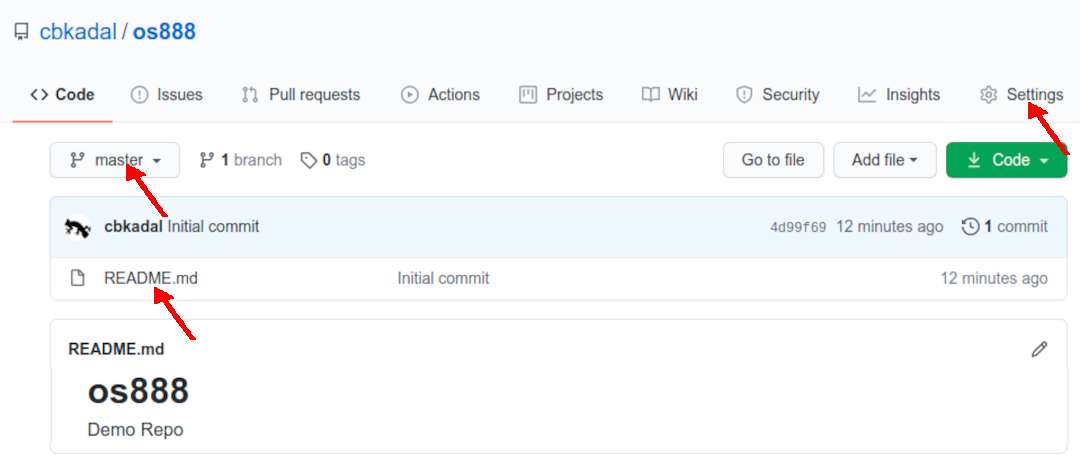 cbkadal / os888
Code Issues Pull requests Actions Projects Wiki Security Insights Settings
master 1 branch 0 tags Go to file Add file Code
cbkadal Initial commit 4d99f69 12 minutes ago 1 commit
README.md Initial commit 12 minutes ago
README.md
os888
Demo Repo